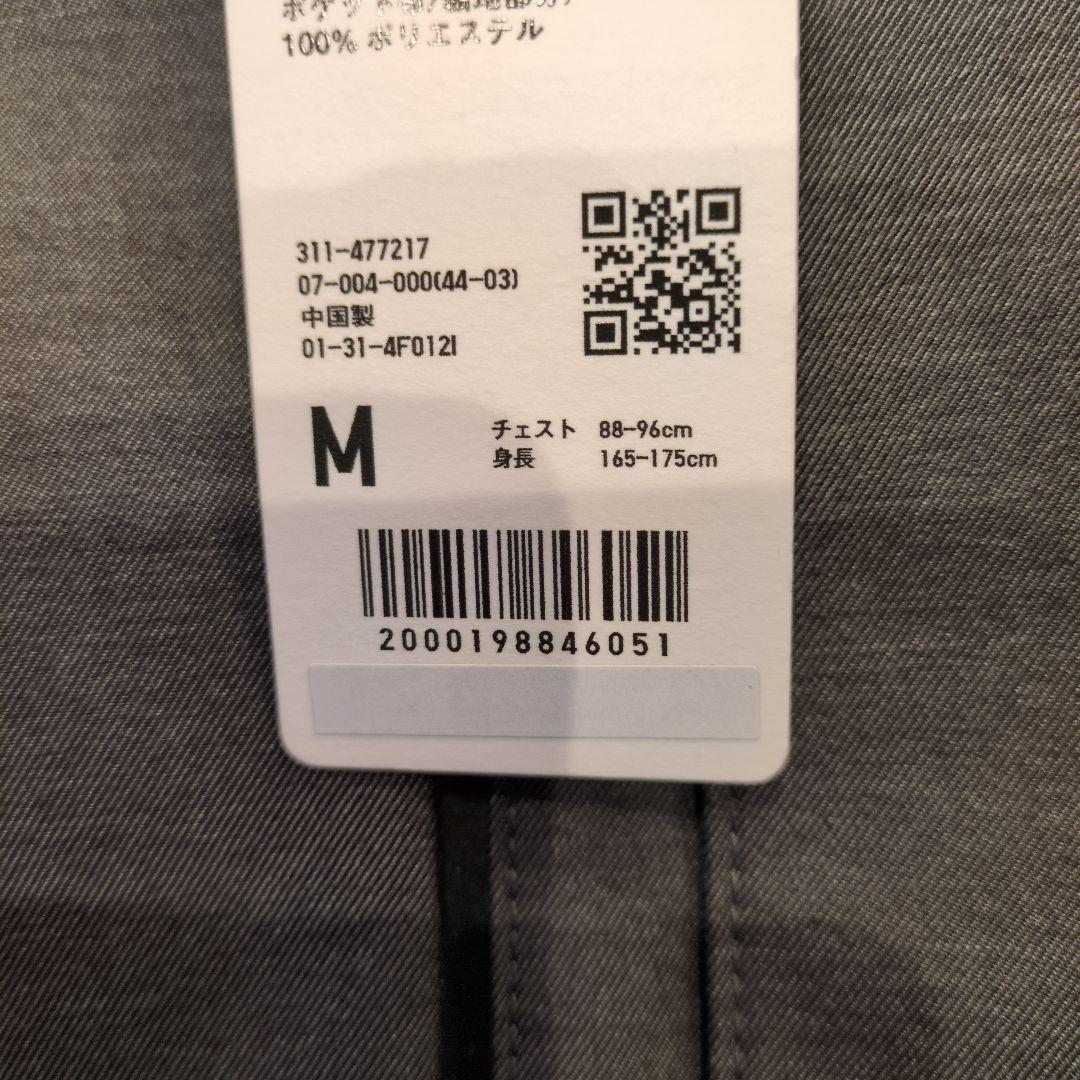 100% ポリエステル
311-477217
07-004-000(44-03)
中国製
01-31-4F012I
M
チェスト 88-96cm
身長 165-175cm
2000198846051